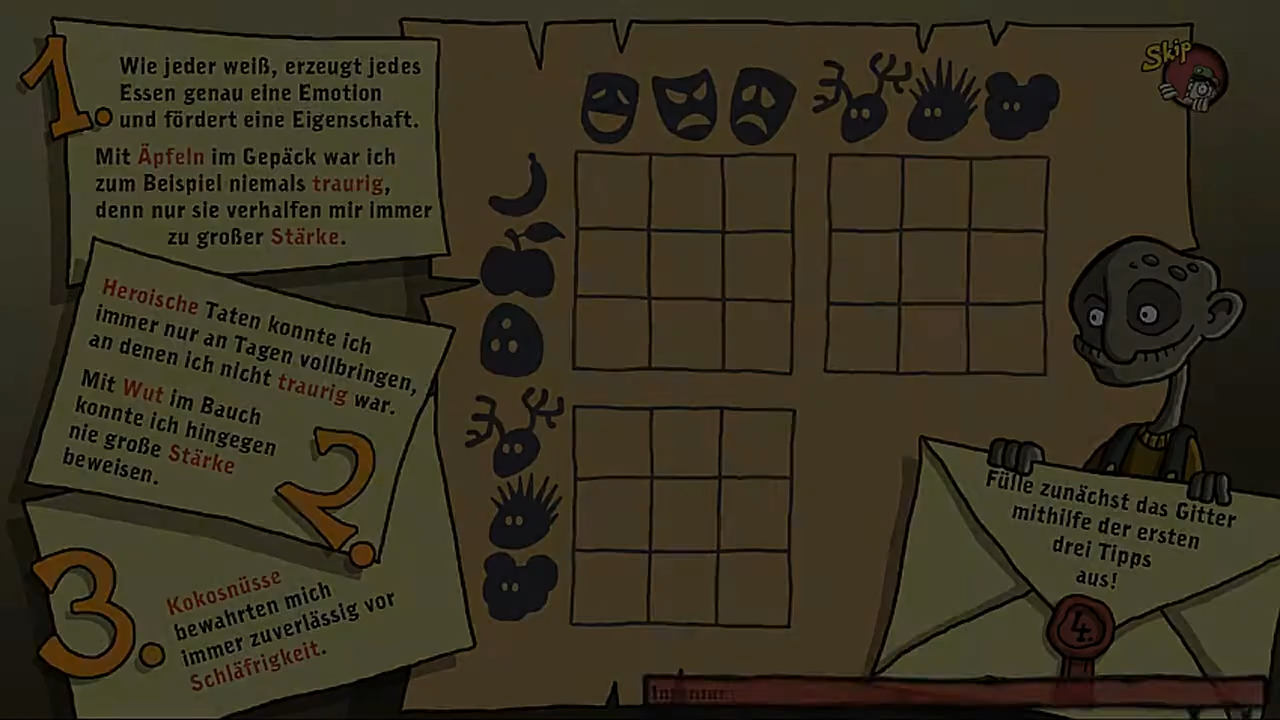 1.
Wie jeder weiß, erzeugt jedes
Essen genau eine Emotion
und fördert eine Eigenschaft.
Mit Äpfeln im Gepäck war ich
zum Beispiel niemals traurig,
denn nur sie verhalfen mir immer
zu großer Stärke.
Heroische Taten konnte ich
immer nur an Tagen vollbringen,
an denen ich nicht traurig war.
Mit Wut im Bauch
konnte ich hingegen
nie große Stärke
beweisen.
2.
3.
Kokosnüsse
bewahrten mich
immer zuverlässig vor
Schläfrigkeit.
Skip
Fülle zunächst das Gitter
mithilfe der ersten
drei Tipps
aus!
4.